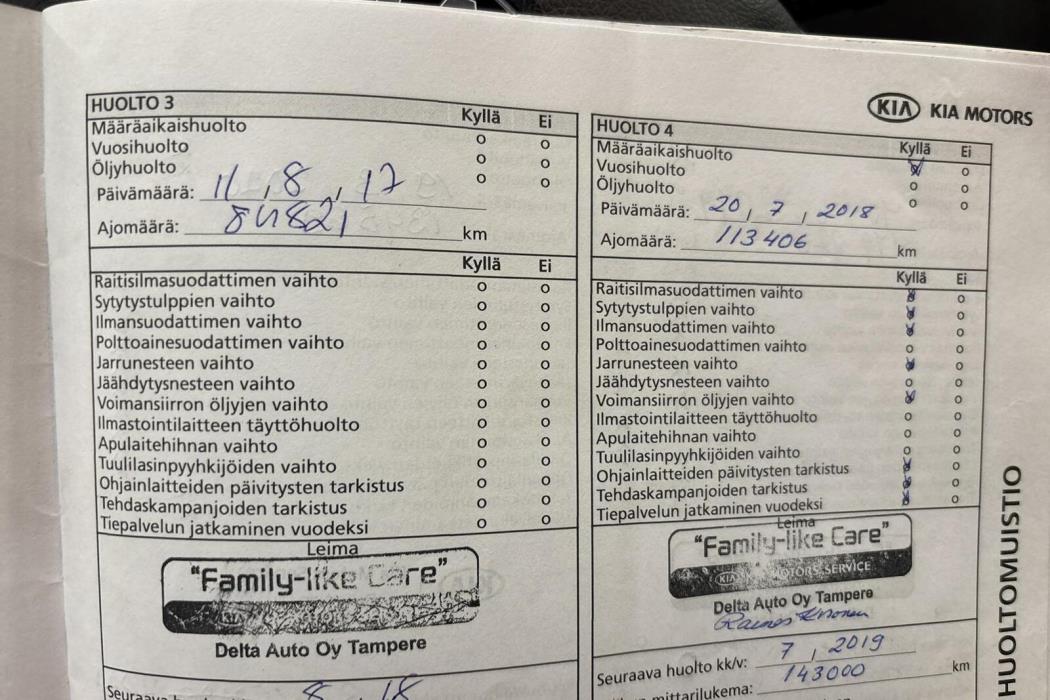 HUOLTO 3
Kyllä Ei
Määräaikaishuolto o o
Vuosihuolto o o
Öljyhuolto o o
Päivämäärä: 11, 8, 17
Ajomäärä: 84821 km
Kyllä Ei
Raitisilmasuodattimen vaihto o o
Sytytystulppien vaihto o o
Ilmansuodattimen vaihto o o
Polttoainesuodattimen vaihto o o
Jarrunesteen vaihto o o
Jäähdytysnesteen vaihto o o
Voimansiirron öljyjen vaihto o o
Ilmastointilaitteen täyttöhuolto o o
Apulaitehihnan vaihto o o
Tuulilasinpyyhkijöiden vaihto o o
Ohjainlaitteiden päivitysten tarkistus o o
Tehdaskampanjoiden tarkistus o o
Tiepalvelun jatkaminen vuodeksi o o
Leima
"Family-like Care"
Delta Auto Oy Tampere
8 18
KIA KIA MOTORS
HUOLTO 4
Kyllä Ei
Määräaikaishuolto o
Vuosihuolto o o
Öljyhuolto o o
Päivämäärä: 20, 7, 2018
Ajomäärä: 113406 km
Kyllä Ei
Raitisilmasuodattimen vaihto o
Sytytystulppien vaihto o
Ilmansuodattimen vaihto o
Polttoainesuodattimen vaihto o o
Jarrunesteen vaihto o
Jäähdytysnesteen vaihto o o
Voimansiirron öljyjen vaihto o
Ilmastointilaitteen täyttöhuolto o o
Apulaitehihnan vaihto o o
Tuulilasinpyyhkijöiden vaihto o o
Ohjainlaitteiden päivitysten tarkistus o
Tehdaskampanjoiden tarkistus o
Tiepalvelun jatkaminen vuodeksi o
Leima
"Family-like Care"
KIA MOTORS SERVICE
Delta Auto Oy Tampere
Seuraava huolto kk/v: 7, 2019
mittarilukema: 143000 km
HUOLTOMUISTIO